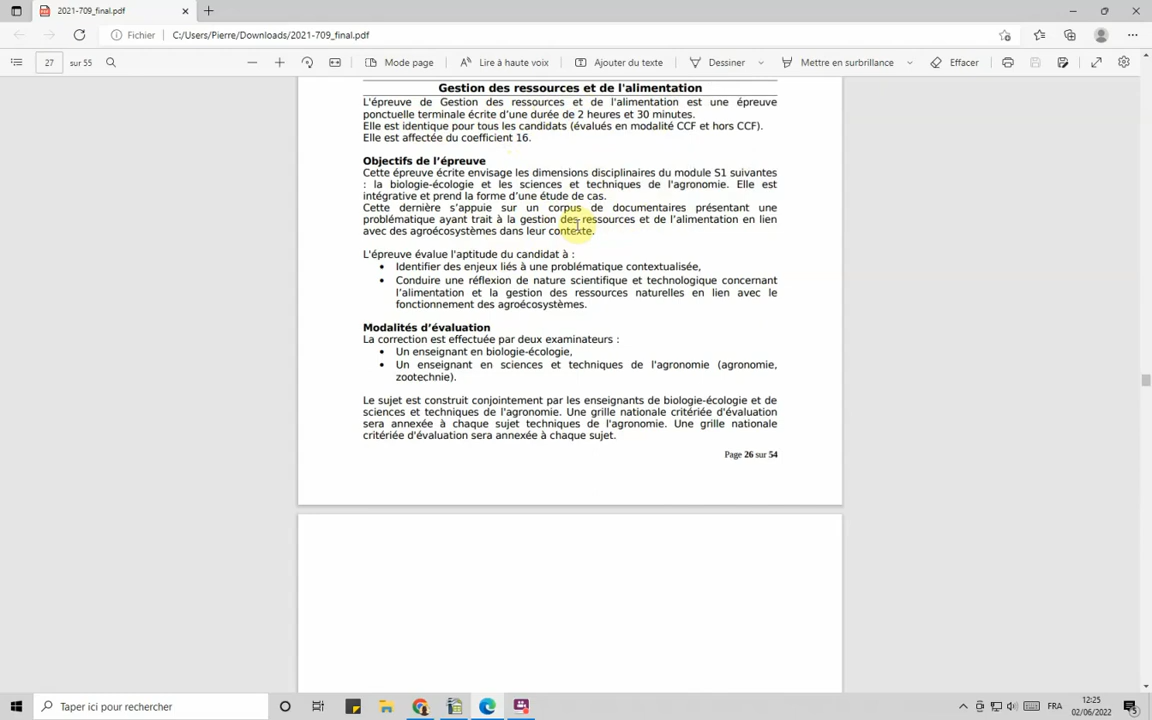 2021-709_final.pdf
Fichier
C:/Users/Pierre/Downloads/2021-709_final.pdf
27 sur 55
Mode page
Lire à haute voix
Ajouter du texte
Dessiner
Mettre en surbrillance
Effacer
Gestion des ressources et de l'alimentation
L'épreuve de Gestion des ressources et de l'alimentation est une épreuve
ponctuelle terminale écrite d'une durée de 2 heures et 30 minutes.
Elle est identique pour tous les candidats (évalués en modalité CCF et hors CCF).
Elle est affectée du coefficient 16.
Objectifs de l'épreuve
Cette épreuve écrite envisage les dimensions disciplinaires du module S1 suivantes
: la biologie-écologie et les sciences et techniques de l'agronomie. Elle est
intégrative et prend la forme d'une étude de cas.
Cette dernière s'appuie sur un corpus de documentaires présentant une
problématique ayant trait à la gestion des ressources et de l'alimentation en lien
avec des agroécosystèmes dans leur contexte.
L'épreuve évalue l'aptitude du candidat à :
• Identifier des enjeux liés à une problématique contextualisée,
• Conduire une réflexion de nature scientifique et technologique concernant
l'alimentation et la gestion des ressources naturelles en lien avec le
fonctionnement des agroécosystèmes.
Modalités d'évaluation
La correction est effectuée par deux examinateurs :
• Un enseignant en biologie-écologie,
• Un enseignant en sciences et techniques de l'agronomie (agronomie,
zootechnie).
Le sujet est construit conjointement par les enseignants de biologie-écologie et de
sciences et techniques de l'agronomie. Une grille nationale critériée d'évaluation
sera annexée à chaque sujet techniques de l'agronomie. Une grille nationale
critériée d'évaluation sera annexée à chaque sujet.
Page 26 sur 54
Taper ici pour rechercher
FRA
12:25
02/06/2022
5